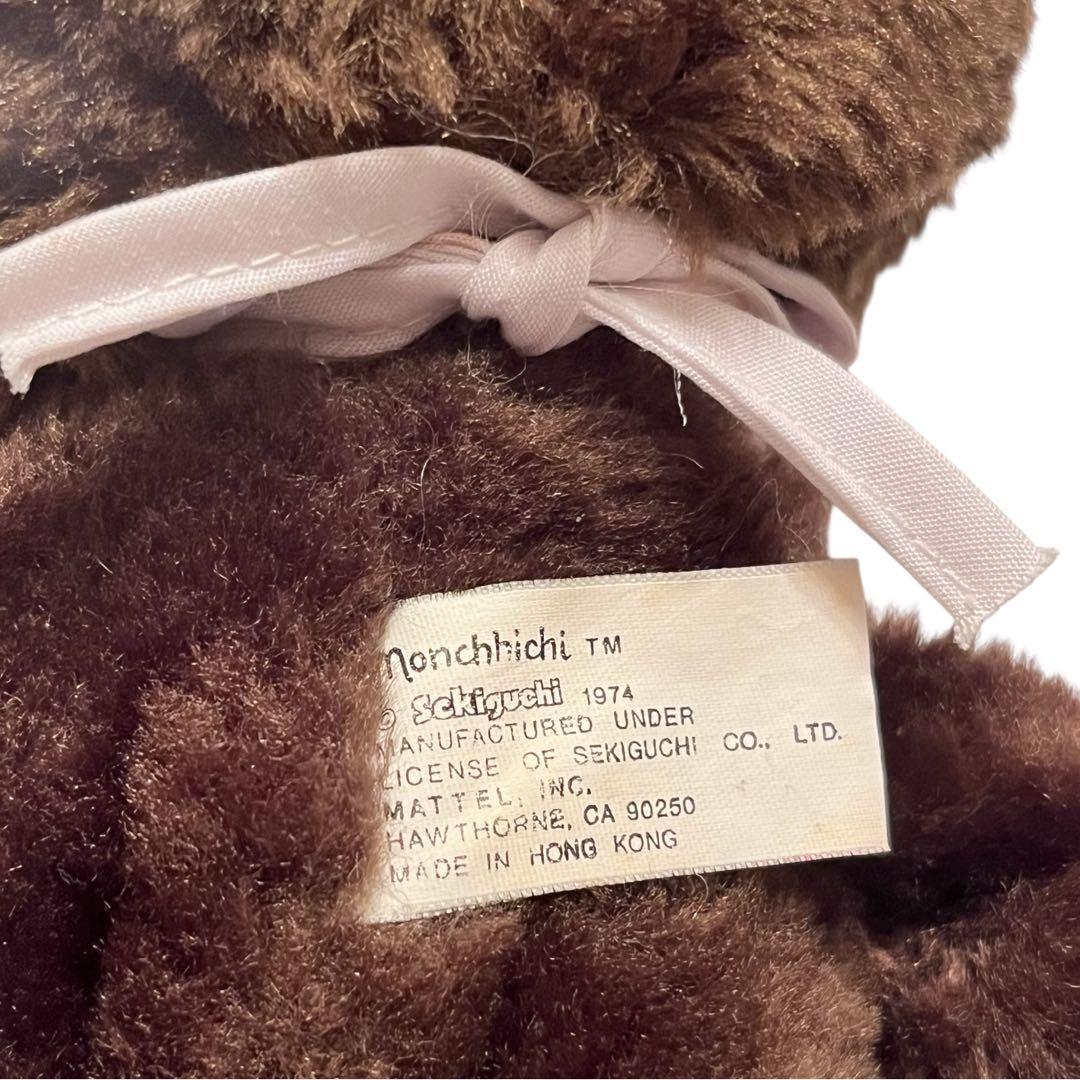 Monchhichi TM
© Sekiguchi 1974
MANUFACTURED UNDER
LICENSE OF SEKIGUCHI CO., LTD.
MATTEL, INC.
HAWTHORNE, CA 90250
MADE IN HONG KONG